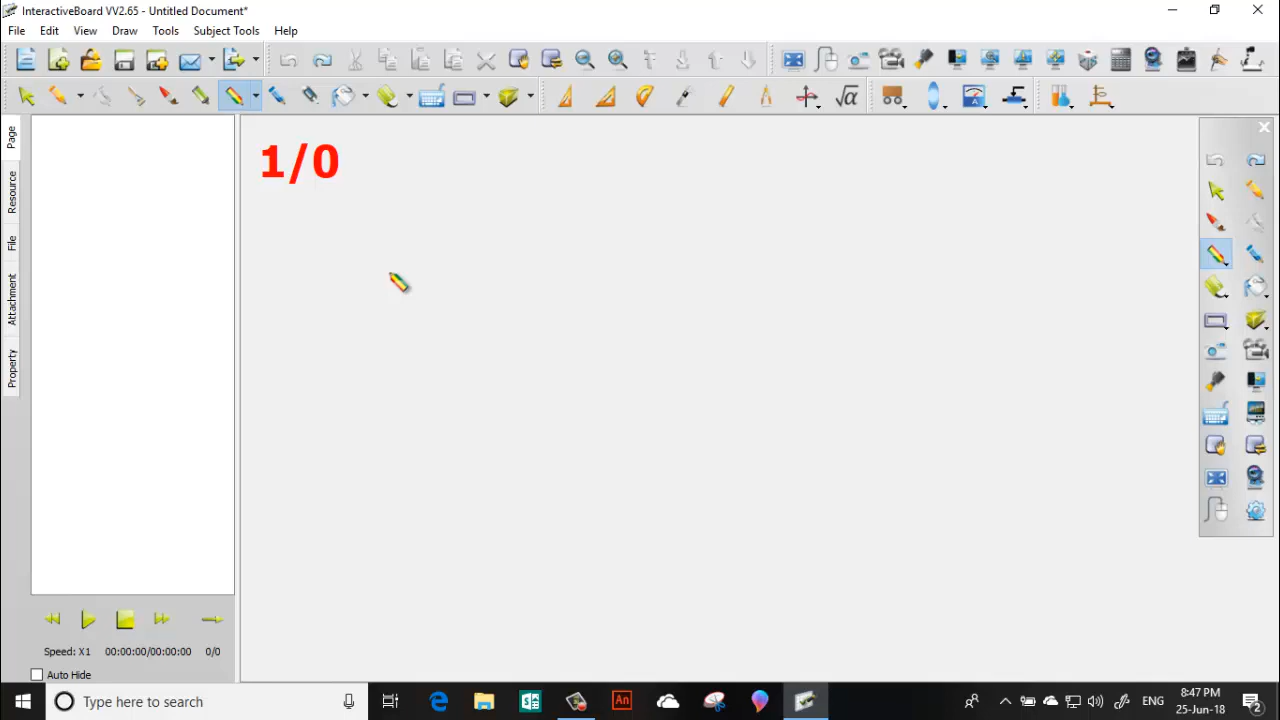 InteractiveBoard VV2.65 - Untitled Document*
File Edit View Draw Tools Subject Tools Help
Page
Resource
File
Attachment
Property
1/0
Speed: X1 00:00:00/00:00:00 0/0
Auto Hide
Type here to search
An
ENG
8:47 PM
25-Jun-18
2